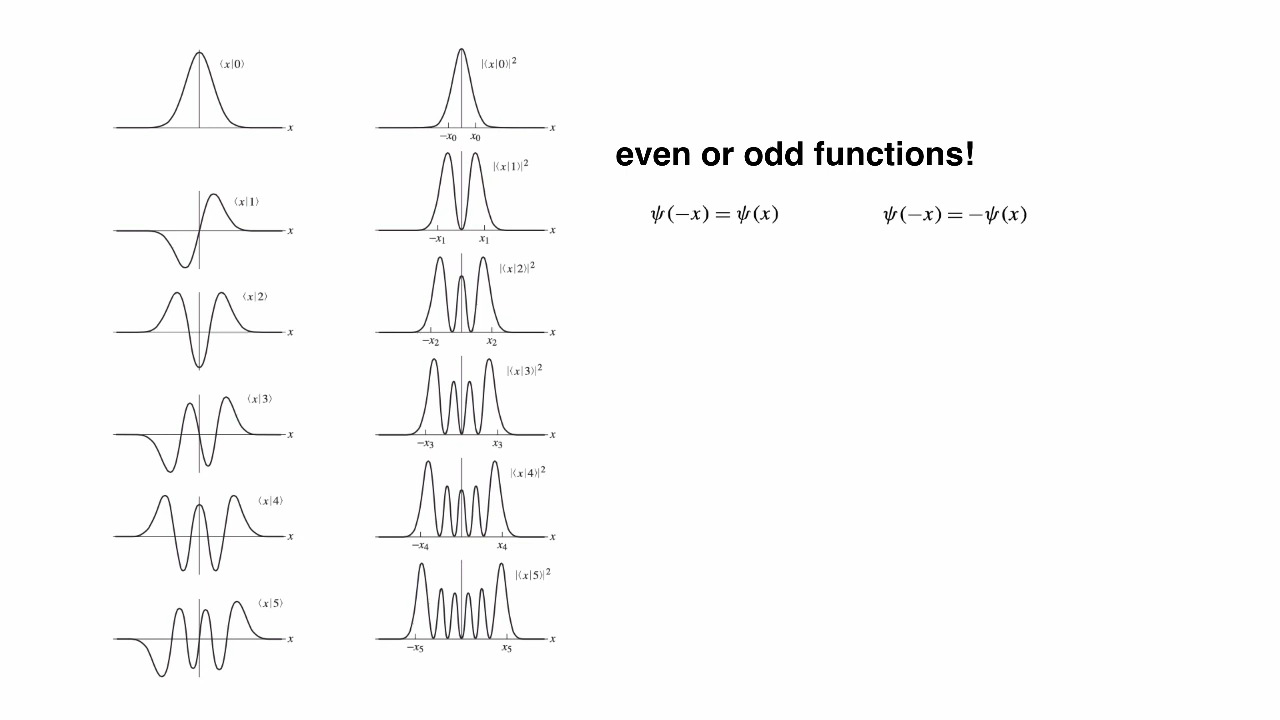 ⟨x|0⟩
x
|⟨x|0⟩|²
−x₀ x₀
x
even or odd functions!
ψ(−x) = ψ(x)
ψ(−x) = −ψ(x)
⟨x|1⟩
x
|⟨x|1⟩|²
−x₁ x₁
x
⟨x|2⟩
x
|⟨x|2⟩|²
−x₂ x₂
x
⟨x|3⟩
x
|⟨x|3⟩|²
−x₃ x₃
x
⟨x|4⟩
x
|⟨x|4⟩|²
−x₄ x₄
x
⟨x|5⟩
x
|⟨x|5⟩|²
−x₅ x₅
x